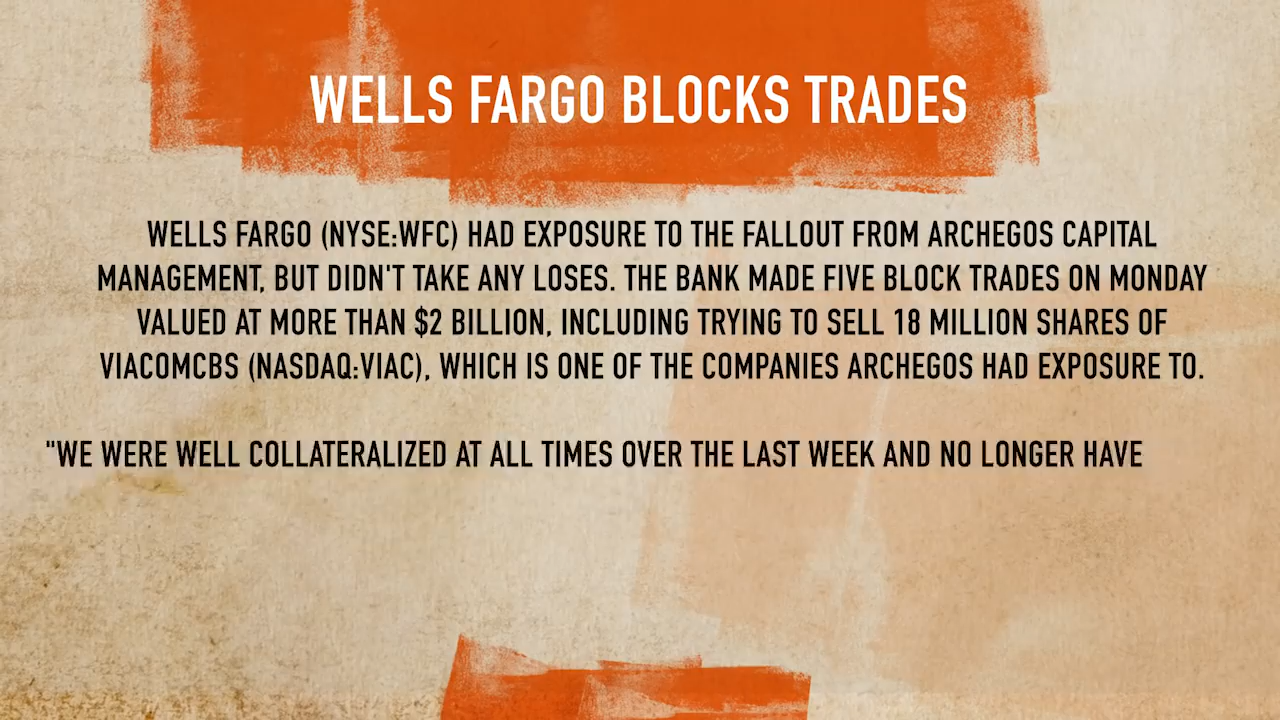 WELLS FARGO BLOCKS TRADES
WELLS FARGO (NYSE:WFC) HAD EXPOSURE TO THE FALLOUT FROM ARCHEGOS CAPITAL
MANAGEMENT, BUT DIDN'T TAKE ANY LOSES. THE BANK MADE FIVE BLOCK TRADES ON MONDAY
VALUED AT MORE THAN $2 BILLION, INCLUDING TRYING TO SELL 18 MILLION SHARES OF
VIACOMCBS (NASDAQ:VIAC), WHICH IS ONE OF THE COMPANIES ARCHEGOS HAD EXPOSURE TO.
"WE WERE WELL COLLATERALIZED AT ALL TIMES OVER THE LAST WEEK AND NO LONGER HAVE